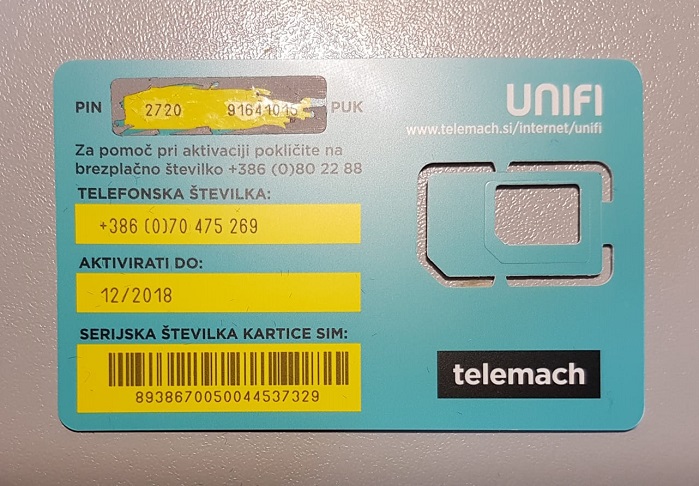 UNIFI
www.telemach.si/internet/unifi
PIN 2720 91641015 PUK
Za pomoč pri aktivaciji pokličite na
brezplačno številko +386 (0)80 22 88
TELEFONSKA ŠTEVILKA:
+386 (0)70 475 269
AKTIVIRATI DO:
12/2018
SERIJSKA ŠTEVILKA KARTICE SIM:
8938670050044537329
telemach